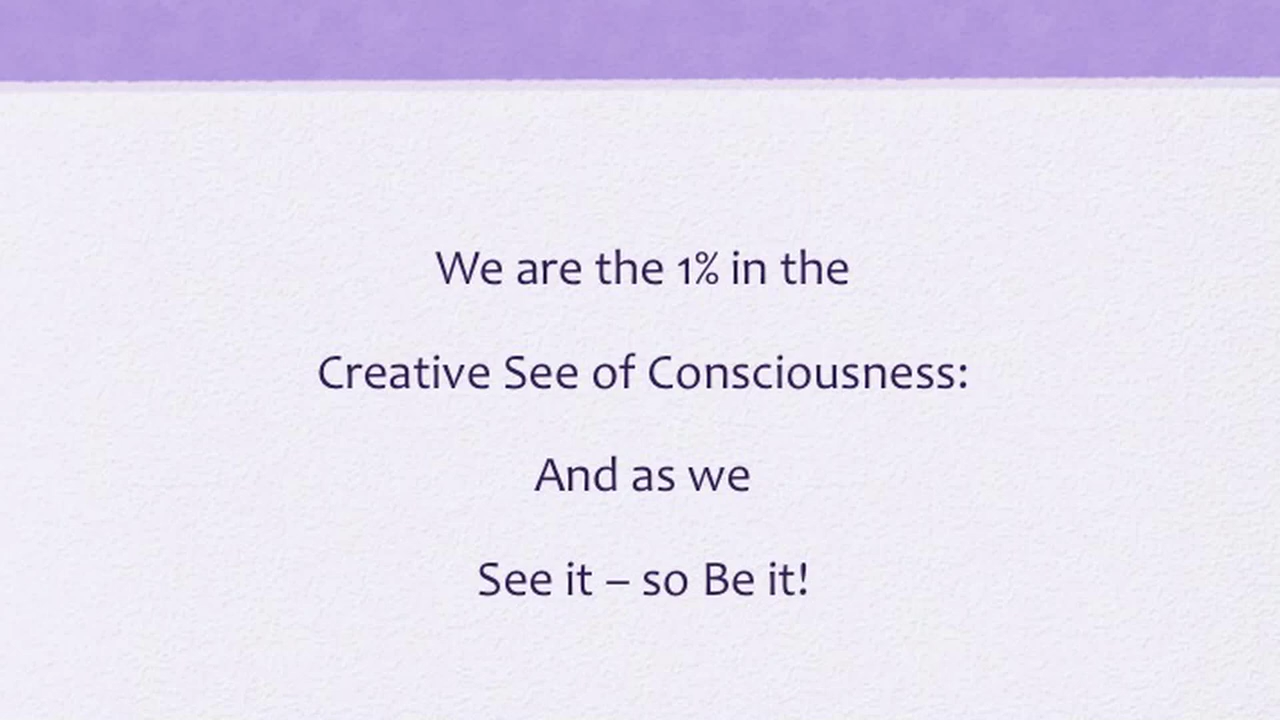 We are the 1% in the
Creative See of Consciousness:
And as we
See it – so Be it!